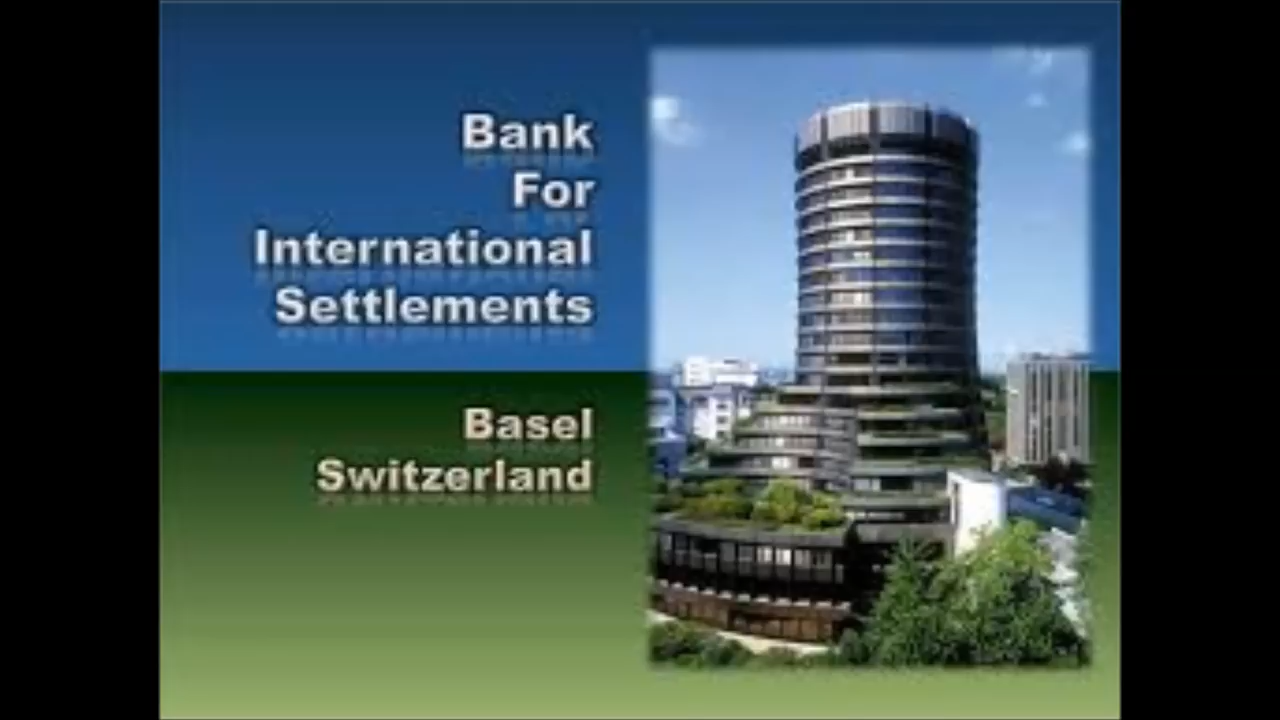 Bank
For
International
Settlements
Basel
Switzerland